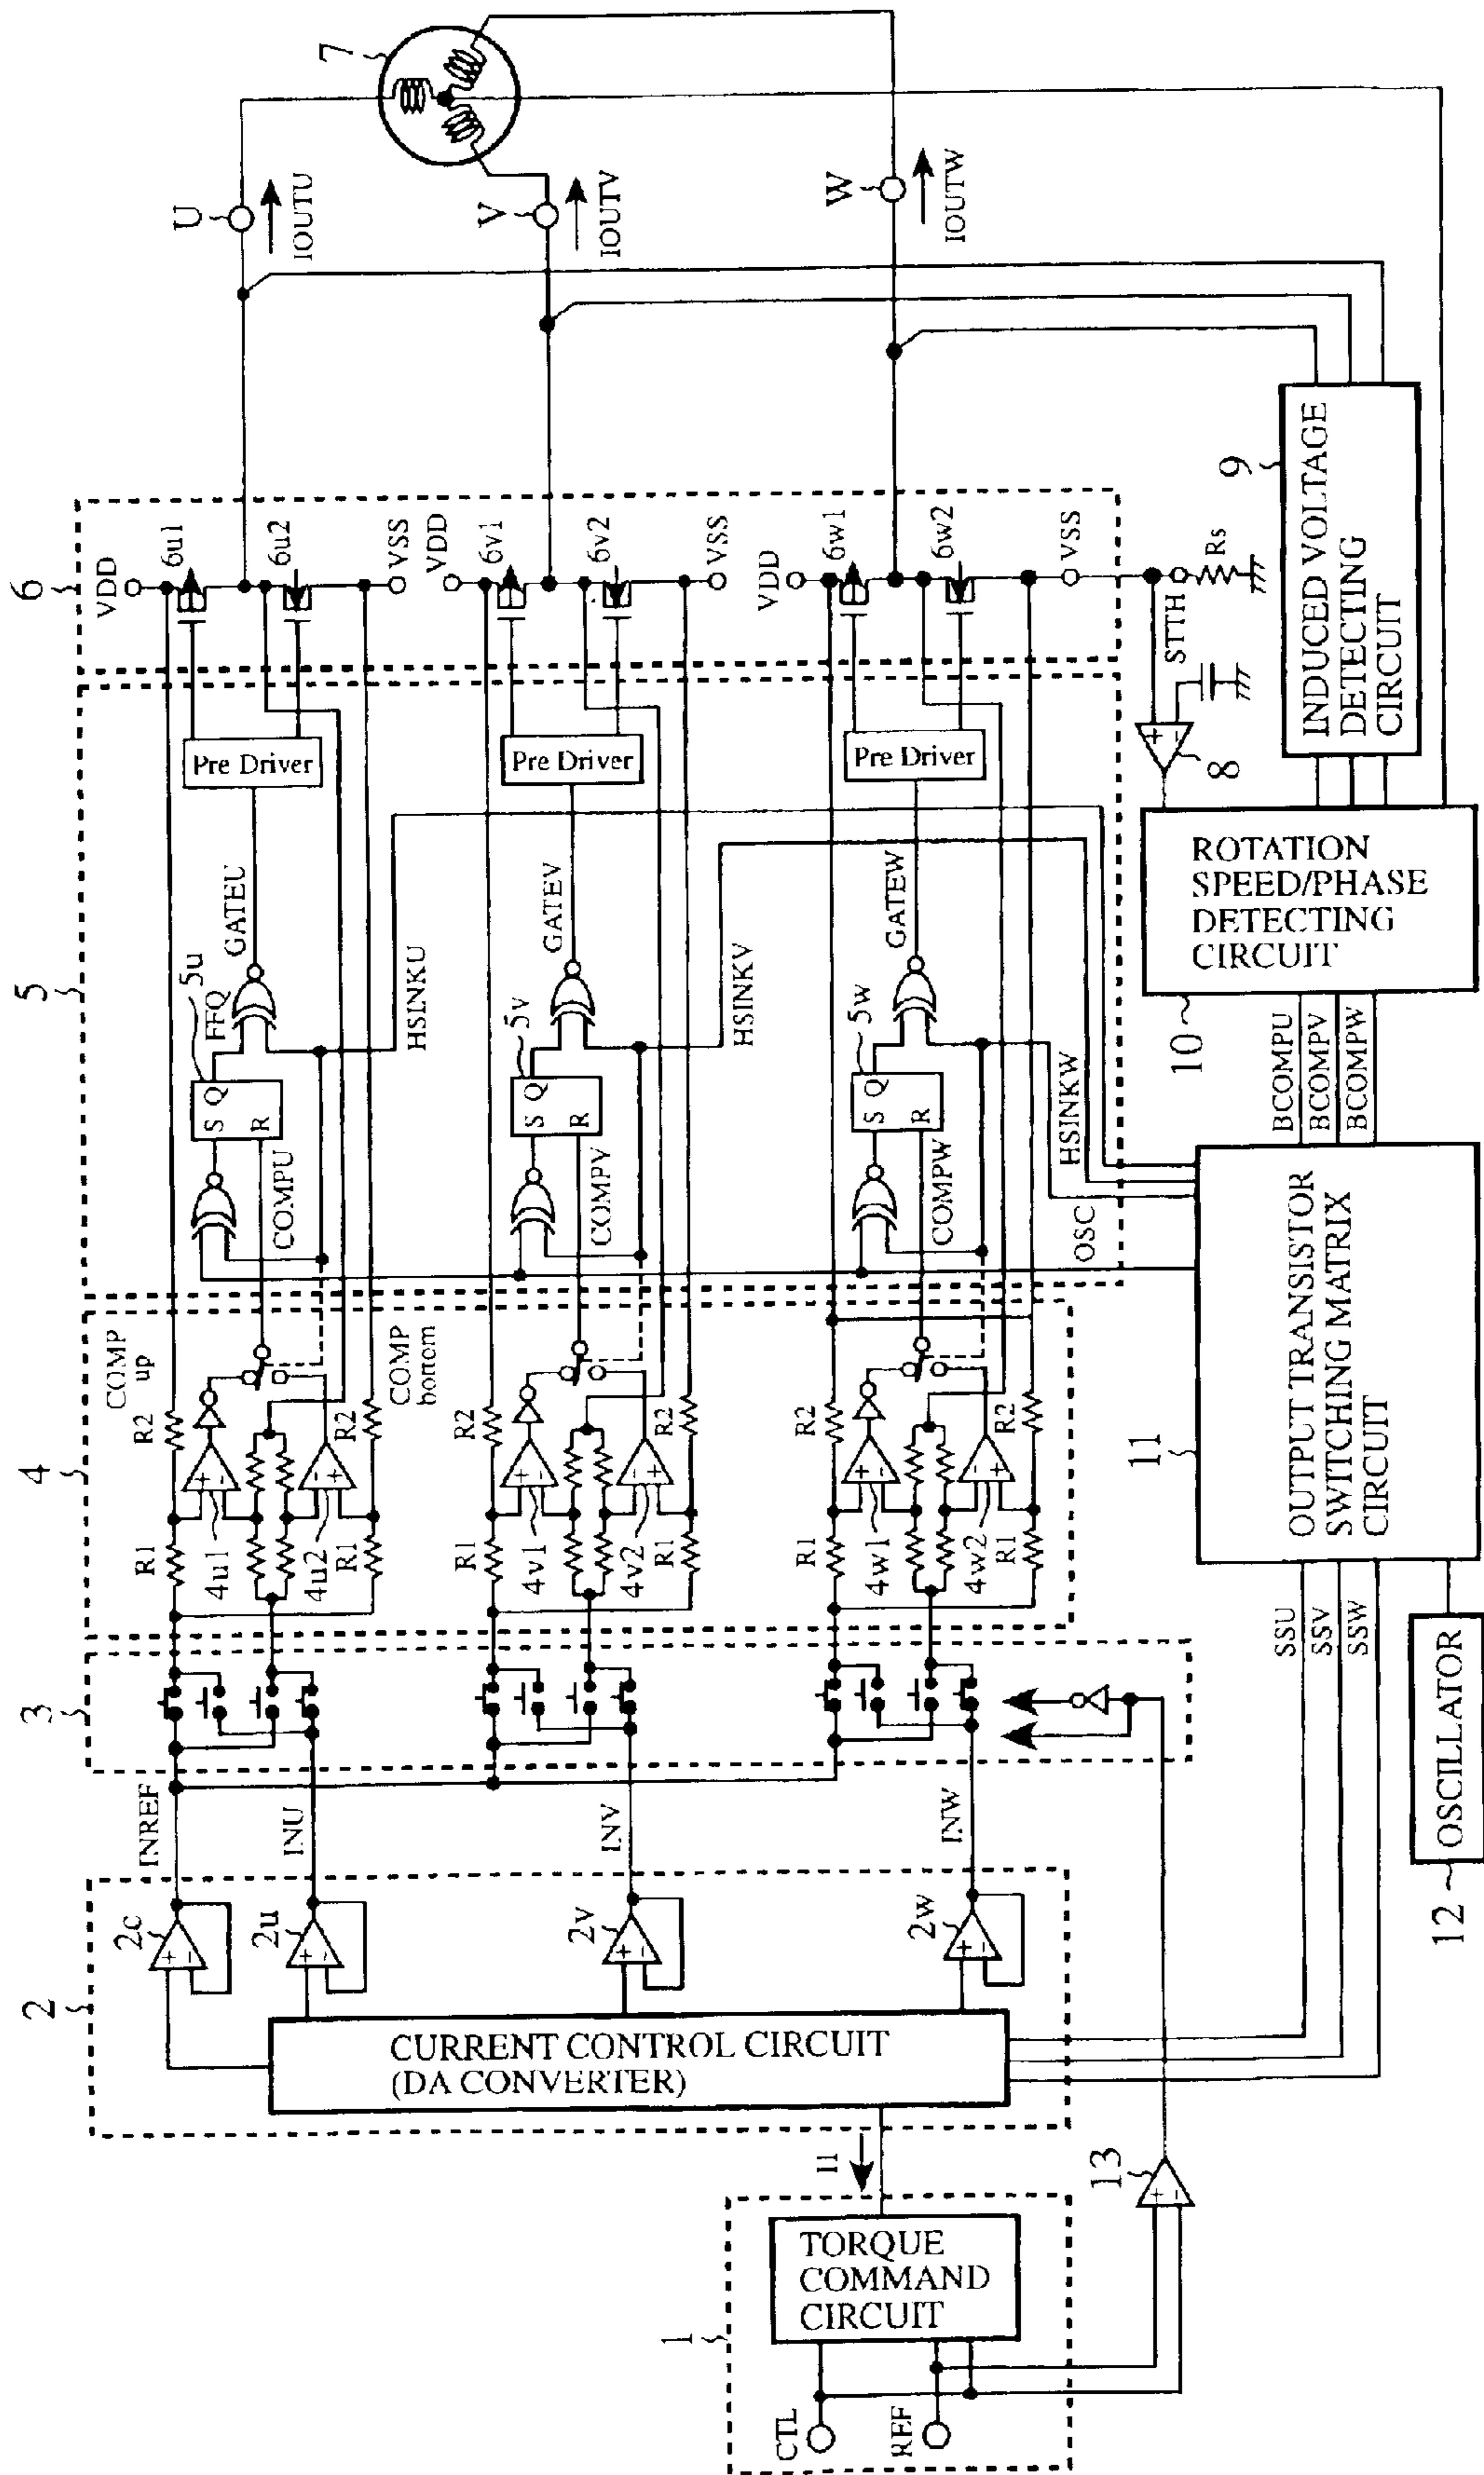 1
TORQUE
COMMAND
CIRCUIT
CTL
REF
I1
13
2
CURRENT CONTROL CIRCUIT
(DA CONVERTER)
2c
2u
2v
2w
INREF
INU
INV
INW
3
4
COMP
up
COMP
bottom
R1
R2
4u1
4u2
R1
R2
R1
R2
4v1
4v2
R1
R2
R1
R2
4w1
4w2
R1
R2
5
COMPU
S Q
R
5u
FFQ
GATEU
HSINKU
Pre Driver
COMPV
S Q
R
5v
GATEV
HSINKV
Pre Driver
COMPW
S Q
R
5w
GATEW
HSINKW
Pre Driver
OSC
6
VDD
6u1
6u2
VSS
VDD
6v1
6v2
VSS
VDD
6w1
6w2
VSS
U
IOUTU
V
IOUTV
W
IOUTW
7
STTH
Rs
8
9
INDUCED VOLTAGE
DETECTING
CIRCUIT
10
ROTATION
SPEED/PHASE
DETECTING
CIRCUIT
BCOMPU
BCOMPV
BCOMPW
11
OUTPUT TRANSISTOR
SWITCHING MATRIX
CIRCUIT
SSU
SSV
SSW
12
OSCILLATOR